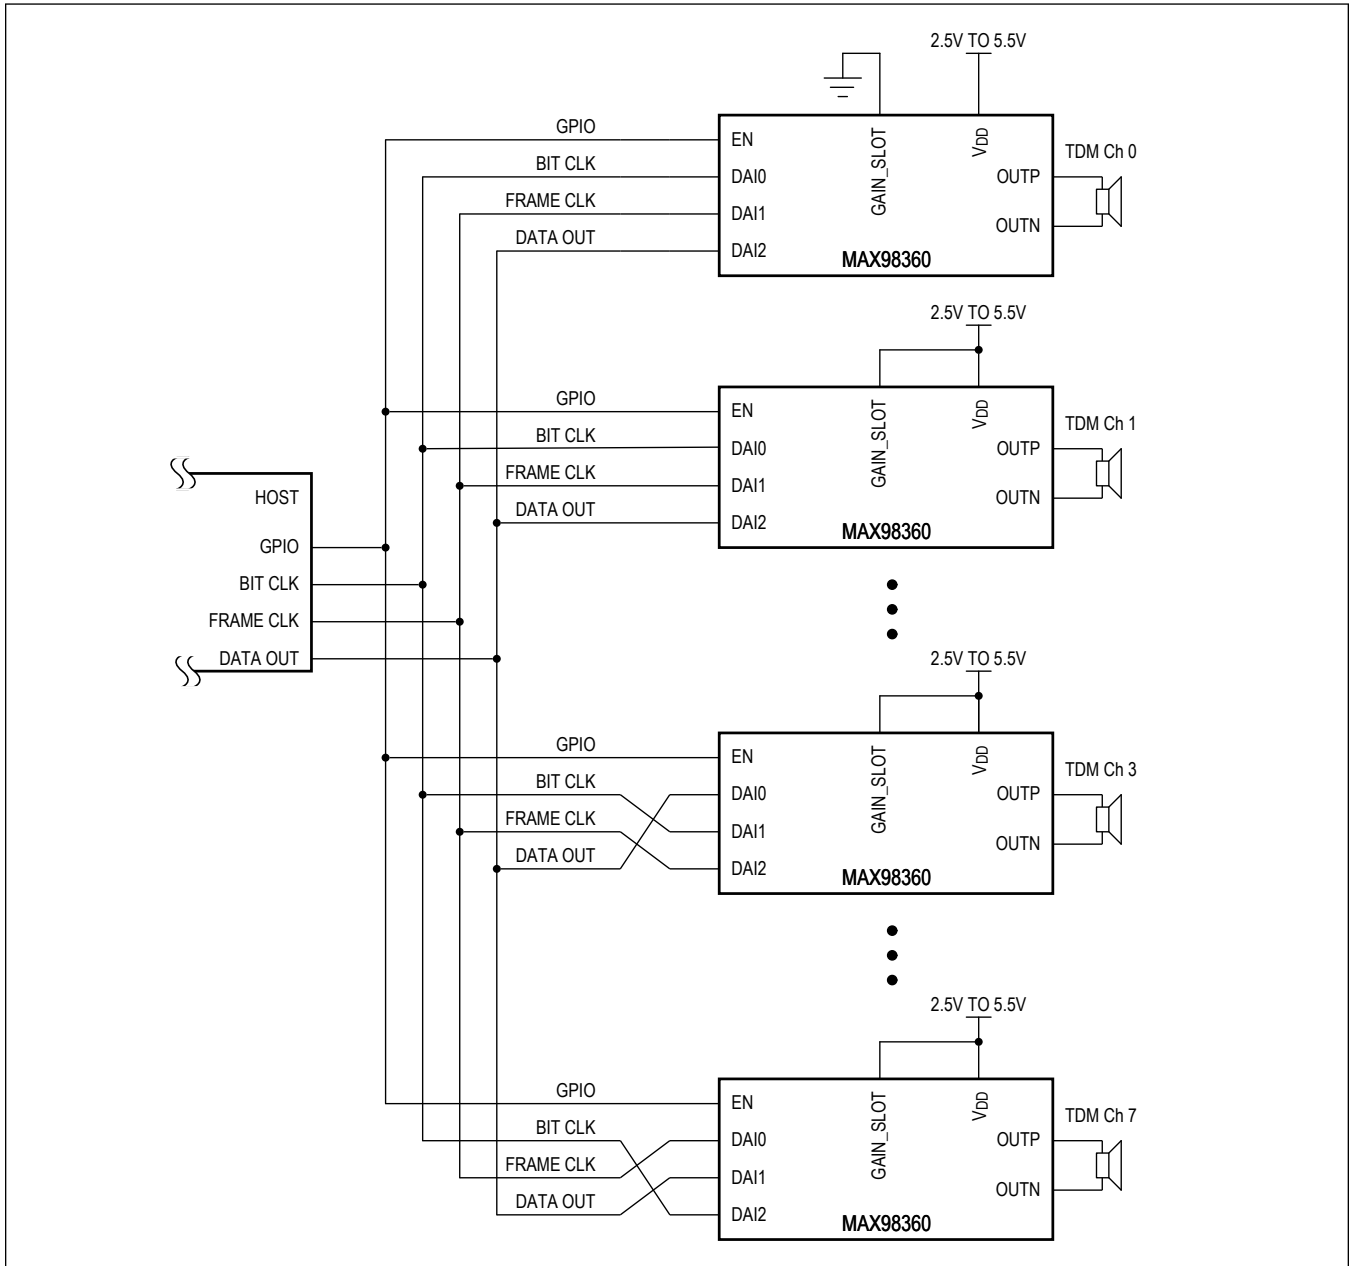 2.5V TO 5.5V
GPIO
BIT CLK
FRAME CLK
DATA OUT
EN
DAI0
DAI1
DAI2
GAIN_SLOT
VDD
OUTP
OUTN
MAX98360
TDM Ch 0
2.5V TO 5.5V
GPIO
BIT CLK
FRAME CLK
DATA OUT
EN
DAI0
DAI1
DAI2
GAIN_SLOT
VDD
OUTP
OUTN
MAX98360
TDM Ch 1
HOST
GPIO
BIT CLK
FRAME CLK
DATA OUT
2.5V TO 5.5V
GPIO
BIT CLK
FRAME CLK
DATA OUT
EN
DAI0
DAI1
DAI2
GAIN_SLOT
VDD
OUTP
OUTN
MAX98360
TDM Ch 3
2.5V TO 5.5V
GPIO
BIT CLK
FRAME CLK
DATA OUT
EN
DAI0
DAI1
DAI2
GAIN_SLOT
VDD
OUTP
OUTN
MAX98360
TDM Ch 7